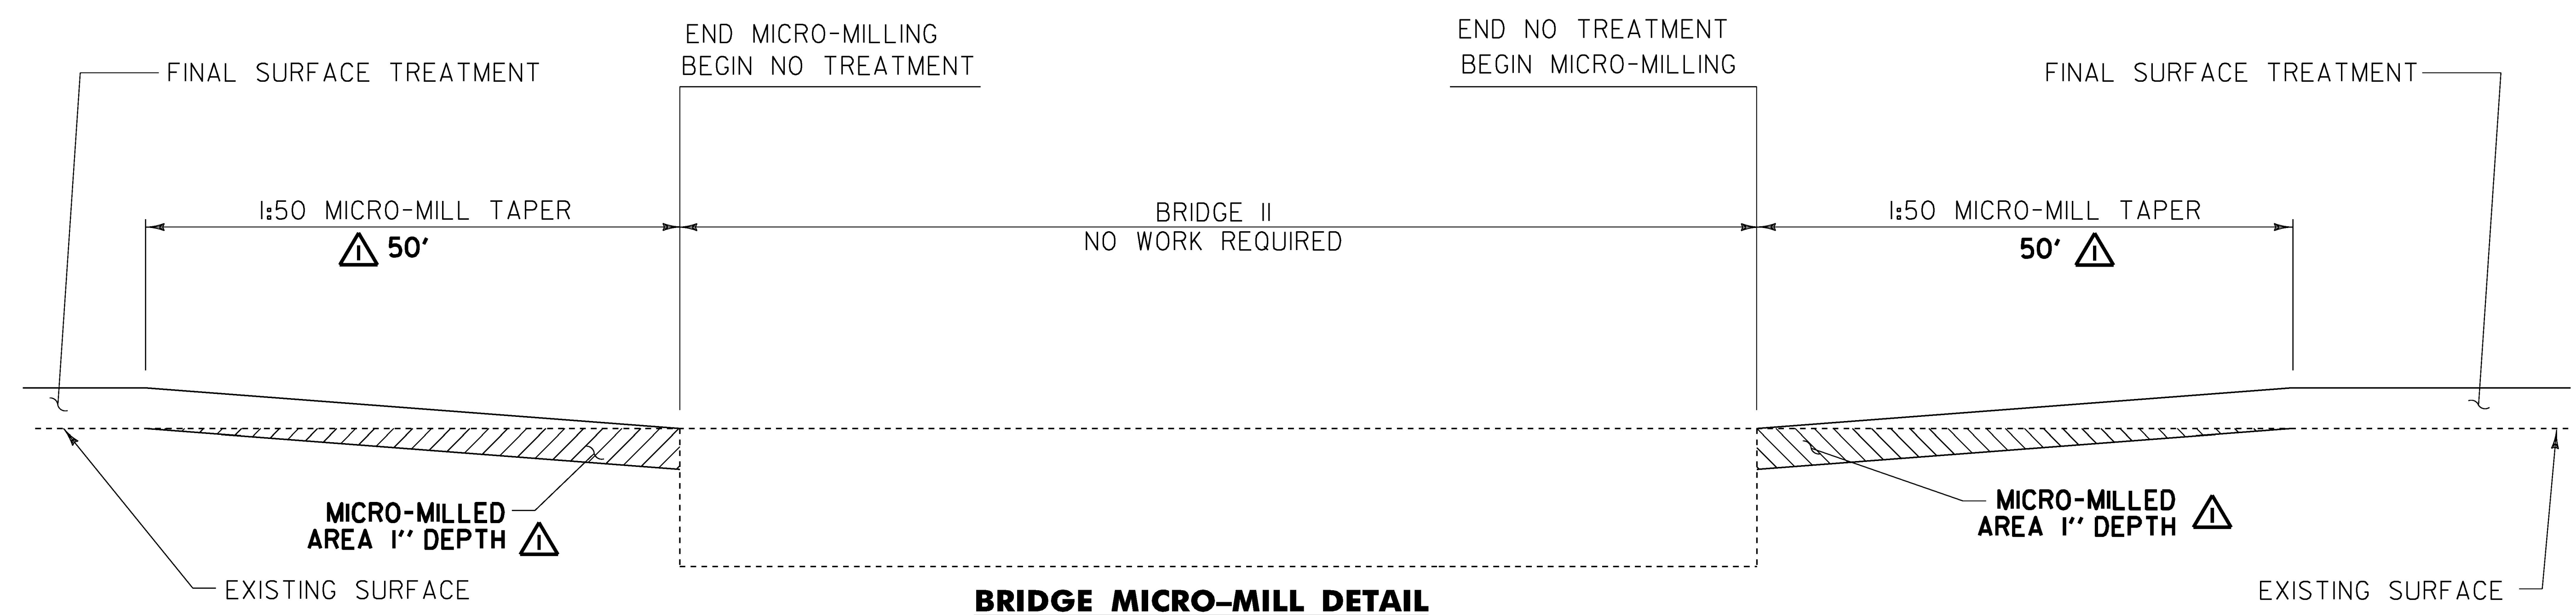 END MICRO-MILLING
BEGIN NO TREATMENT
END NO TREATMENT
BEGIN MICRO-MILLING
FINAL SURFACE TREATMENT
FINAL SURFACE TREATMENT
1:50 MICRO-MILL TAPER
1 50'
BRIDGE 11
NO WORK REQUIRED
1:50 MICRO-MILL TAPER
50' 1
MICRO-MILLED
AREA 1'' DEPTH 1
MICRO-MILLED
AREA 1'' DEPTH 1
EXISTING SURFACE
EXISTING SURFACE
BRIDGE MICRO-MILL DETAIL